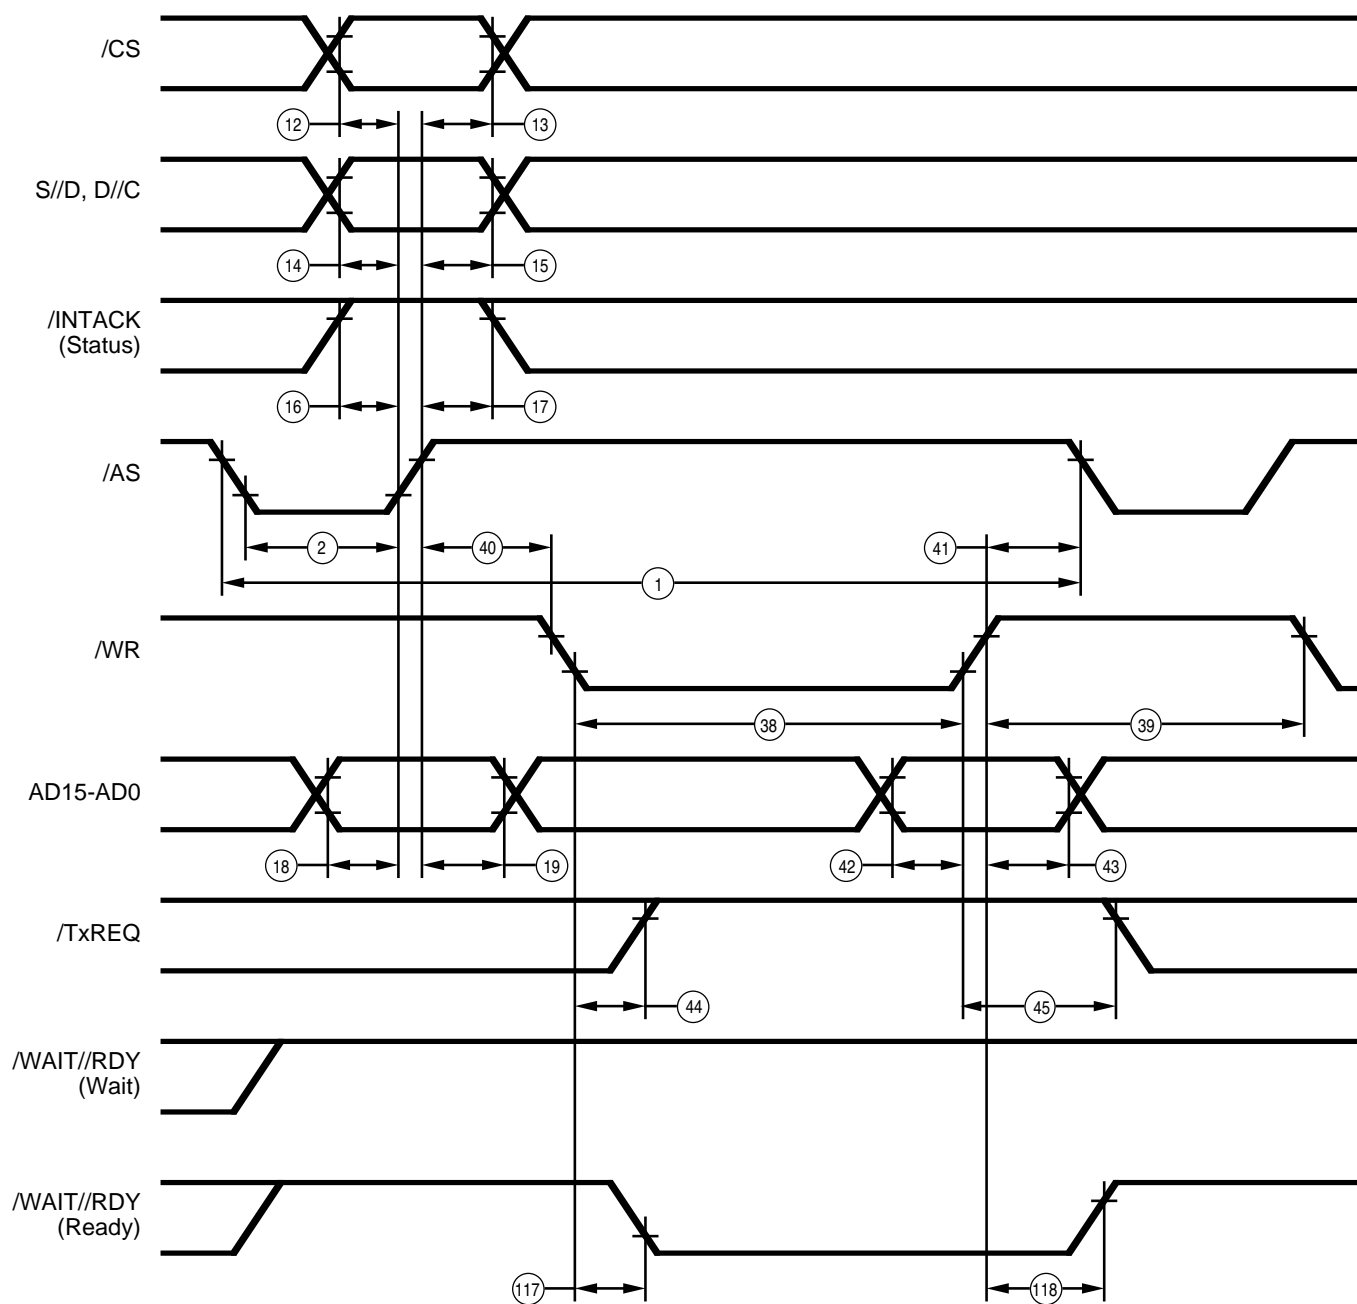 /CS
12
13
S//D, D//C
14
15
/INTACK
(Status)
16
17
/AS
2
40
41
1
/WR
38
39
AD15-AD0
18
19
42
43
/TxREQ
44
45
/WAIT//RDY
(Wait)
/WAIT//RDY
(Ready)
117
118